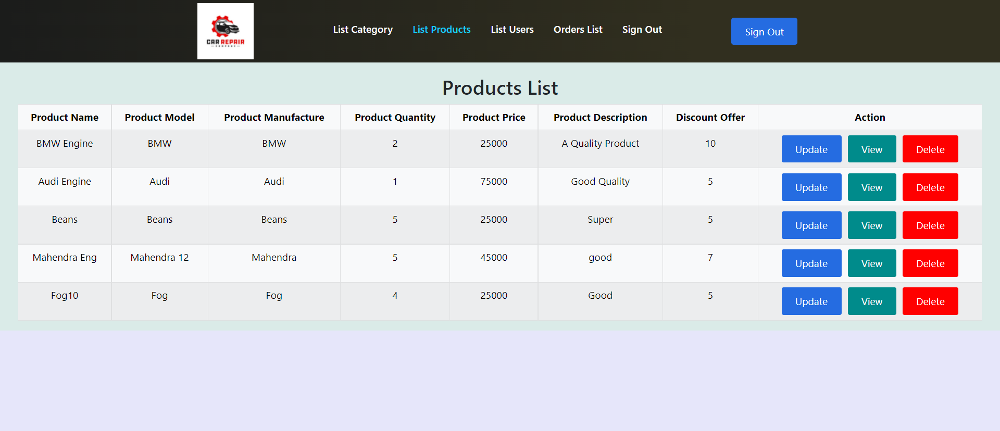 CAR REPAIR
COMPANY
List Category List Products List Users Orders List Sign Out Sign Out
Products List
Product Name Product Model Product Manufacture Product Quantity Product Price Product Description Discount Offer Action
BMW Engine BMW BMW 2 25000 A Quality Product 10 Update View Delete
Audi Engine Audi Audi 1 75000 Good Quality 5 Update View Delete
Beans Beans Beans 5 25000 Super 5 Update View Delete
Mahendra Eng Mahendra 12 Mahendra 5 45000 good 7 Update View Delete
Fog10 Fog Fog 4 25000 Good 5 Update View Delete